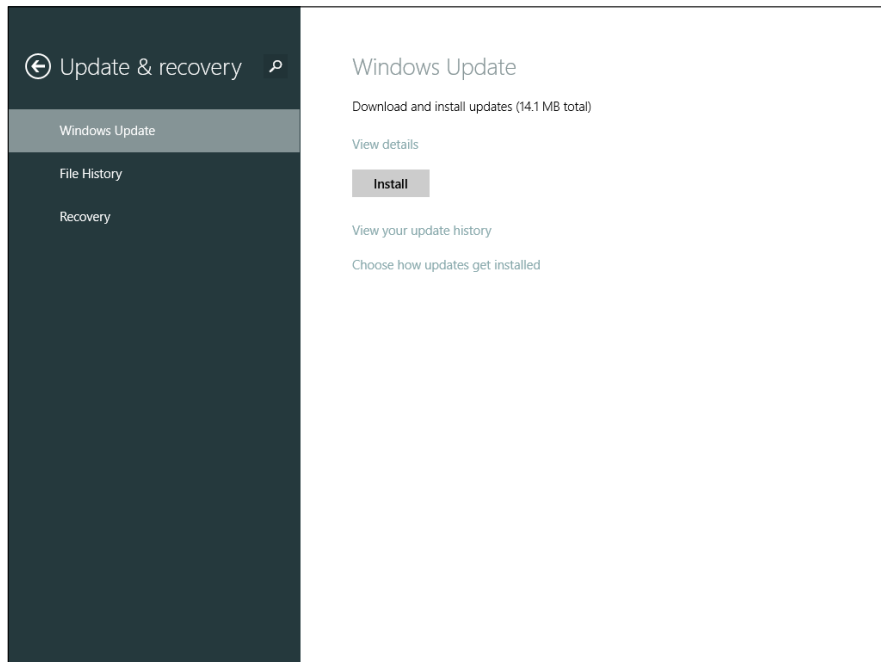 Update & recovery
Windows Update
File History
Recovery
Windows Update
Download and install updates (14.1 MB total)
View details
Install
View your update history
Choose how updates get installed